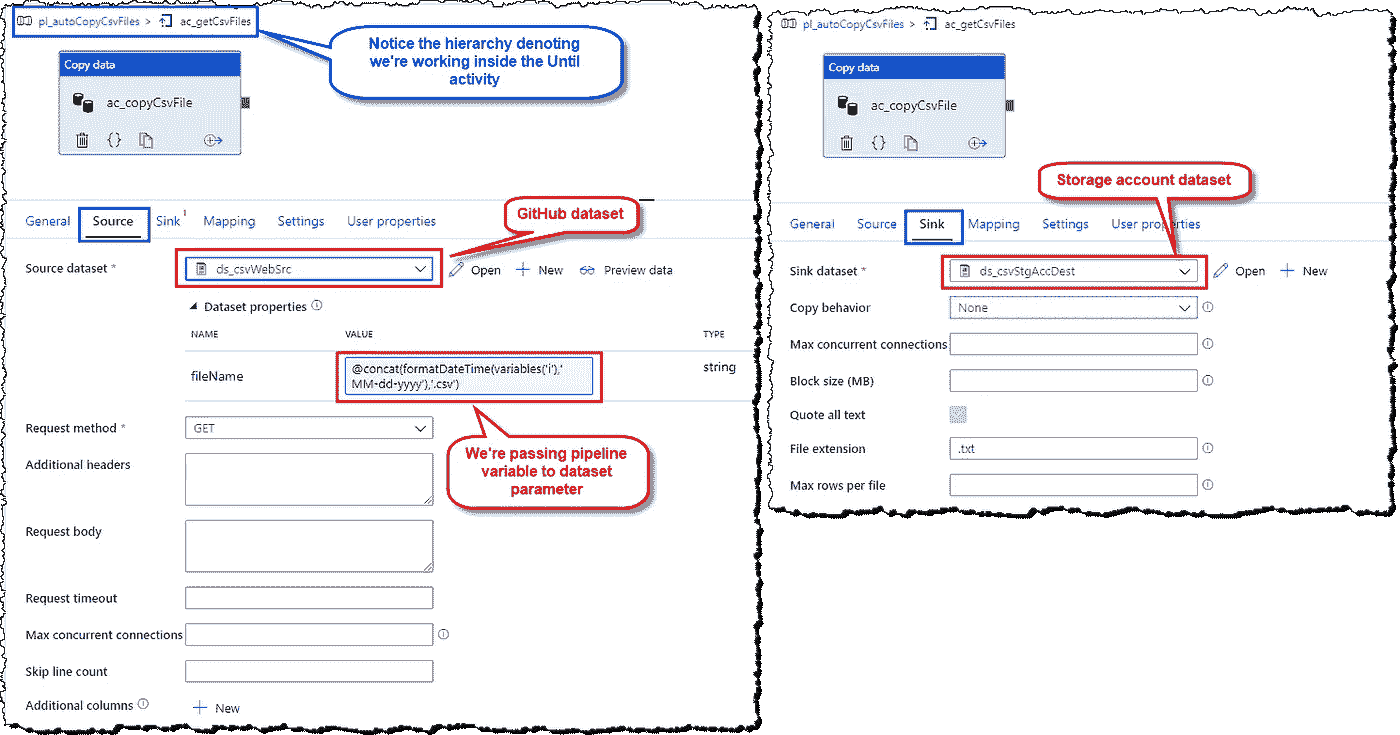 pl_autoCopyCsvFiles > ac_getCsvFiles
Notice the hierarchy denoting
we're working inside the Until
activity
Copy data
ac_copyCsvFile
{}
General Source Sink 1 Mapping Settings User properties
GitHub dataset
Source dataset *
ds_csvWebSrc
Open New Preview data
Dataset properties
NAME VALUE TYPE
fileName
@concat(formatDateTime(variables('i'),'
MM-dd-yyyy'),'.csv')
string
Request method *
GET
We're passing pipeline
variable to dataset
parameter
Additional headers
Request body
Request timeout
Max concurrent connections
Skip line count
Additional columns
New
pl_autoCopyCsvFiles > ac_getCsvFiles
Copy data
ac_copyCsvFile
{}
Storage account dataset
General Source Sink Mapping Settings User properties
Sink dataset *
ds_csvStgAccDest
Open New
Copy behavior
None
Max concurrent connections
Block size (MB)
Quote all text
File extension
.txt
Max rows per file